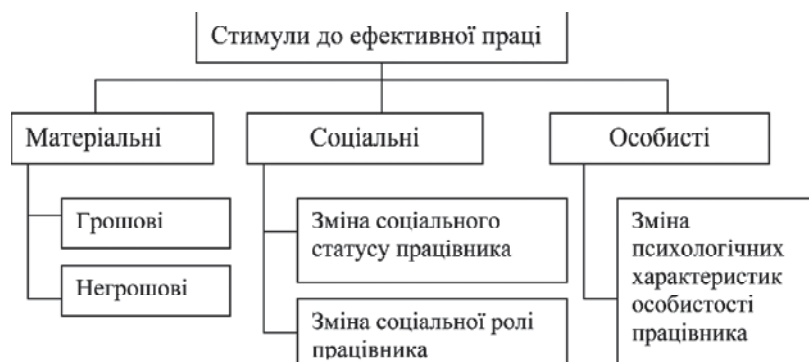 Стимули до ефективної праці
Матеріальні
Соціальні
Особисті
Грошові
Негрошові
Зміна соціального
статусу працівника
Зміна соціальної ролі
працівника
Зміна
психологічних
характеристик
особистості
працівника